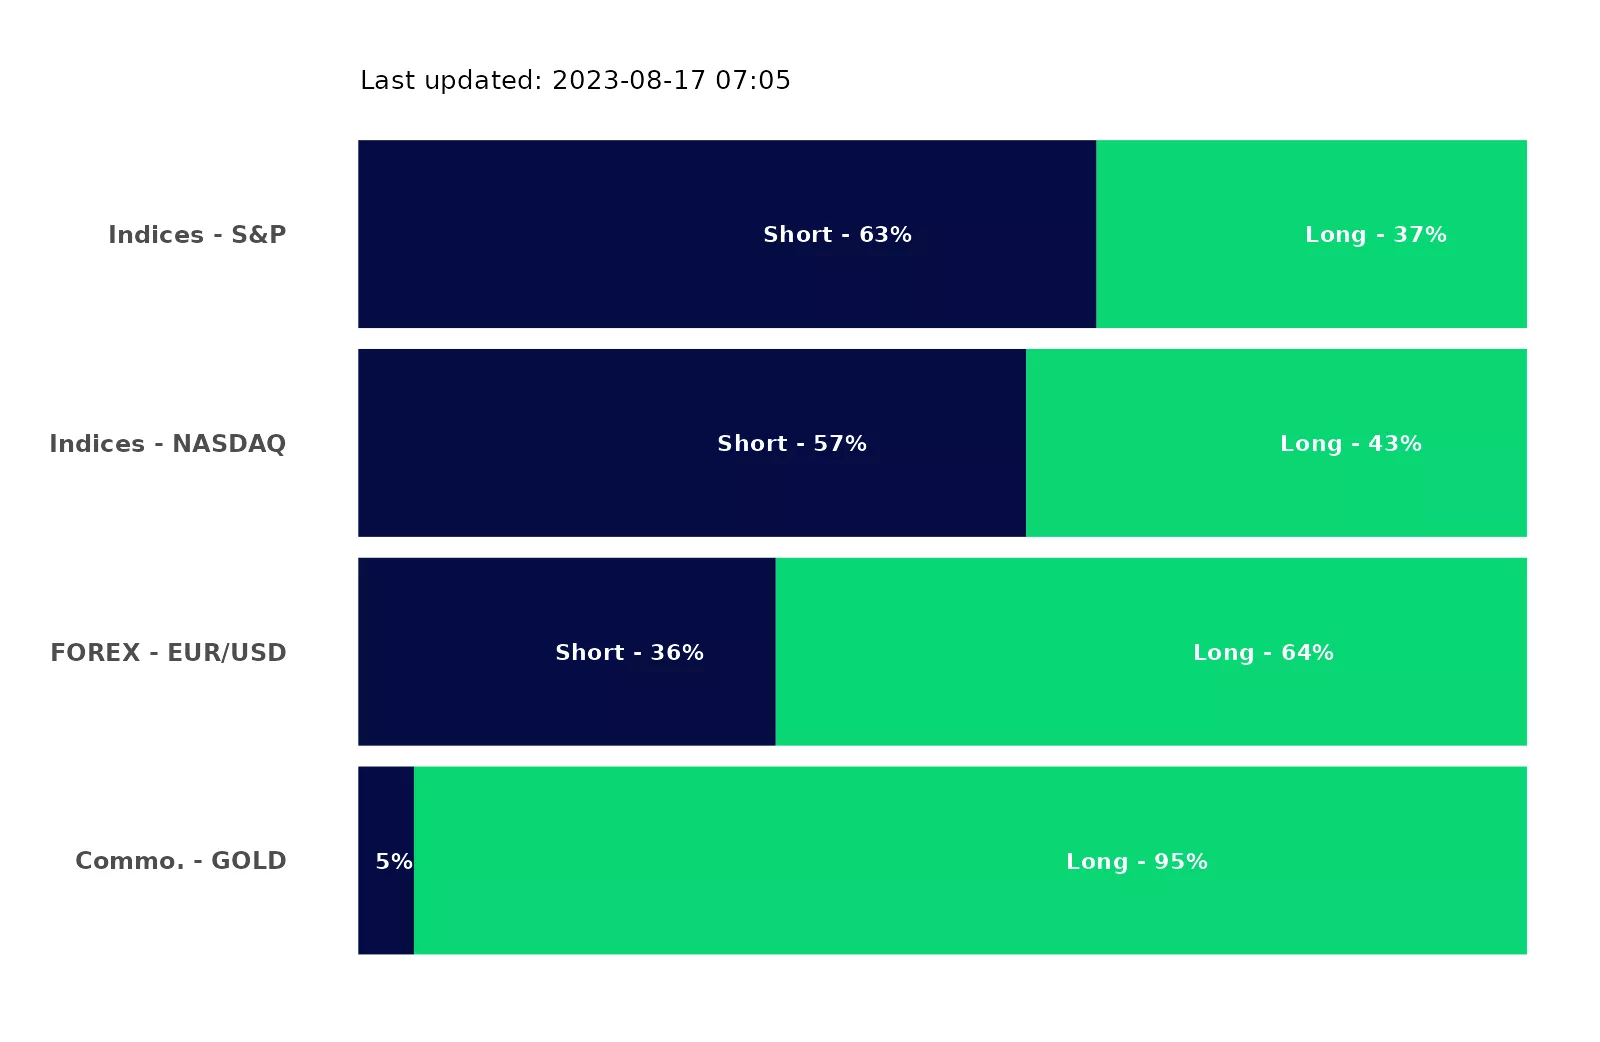 Last updated: 2023-08-17 07:05
Indices - S&P Short - 63% Long - 37%
Indices - NASDAQ Short - 57% Long - 43%
FOREX - EUR/USD Short - 36% Long - 64%
Commo. - GOLD 5% Long - 95%